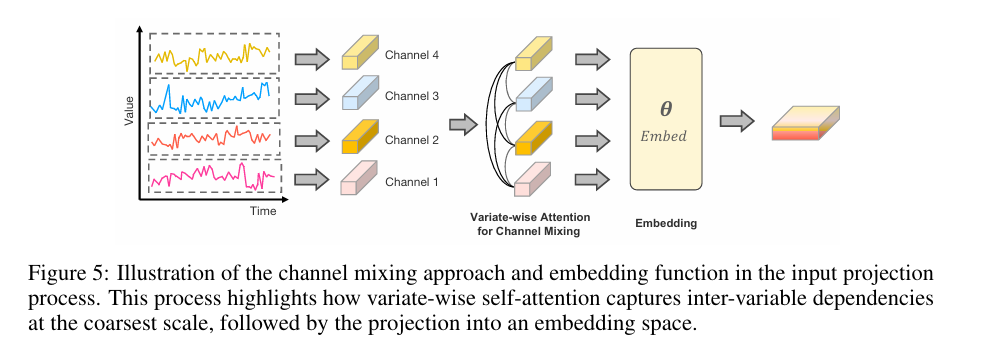 Value
Time
Channel 4
Channel 3
Channel 2
Channel 1
Variate-wise Attention
for Channel Mixing
θ
Embed
Embedding
Figure 5: Illustration of the channel mixing approach and embedding function in the input projection
process. This process highlights how variate-wise self-attention captures inter-variable dependencies
at the coarsest scale, followed by the projection into an embedding space.